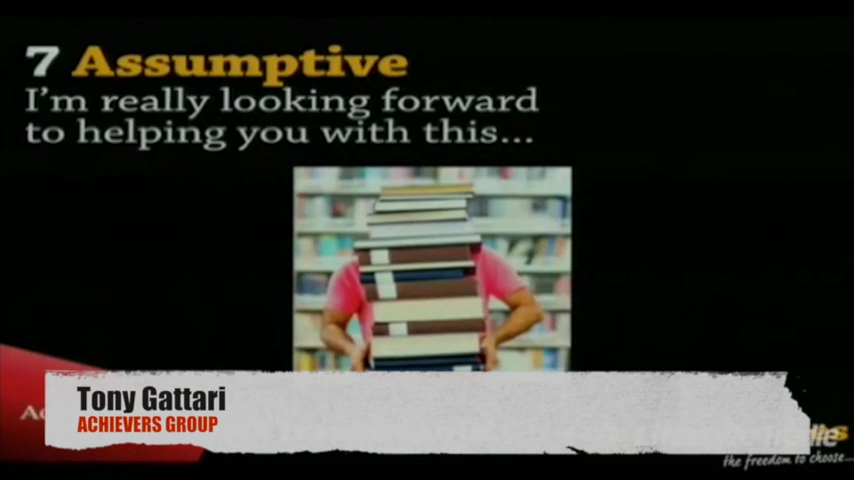 7 Assumptive
I'm really looking forward
to helping you with this...
Tony Gattari
ACHIEVERS GROUP
the freedom to choose...